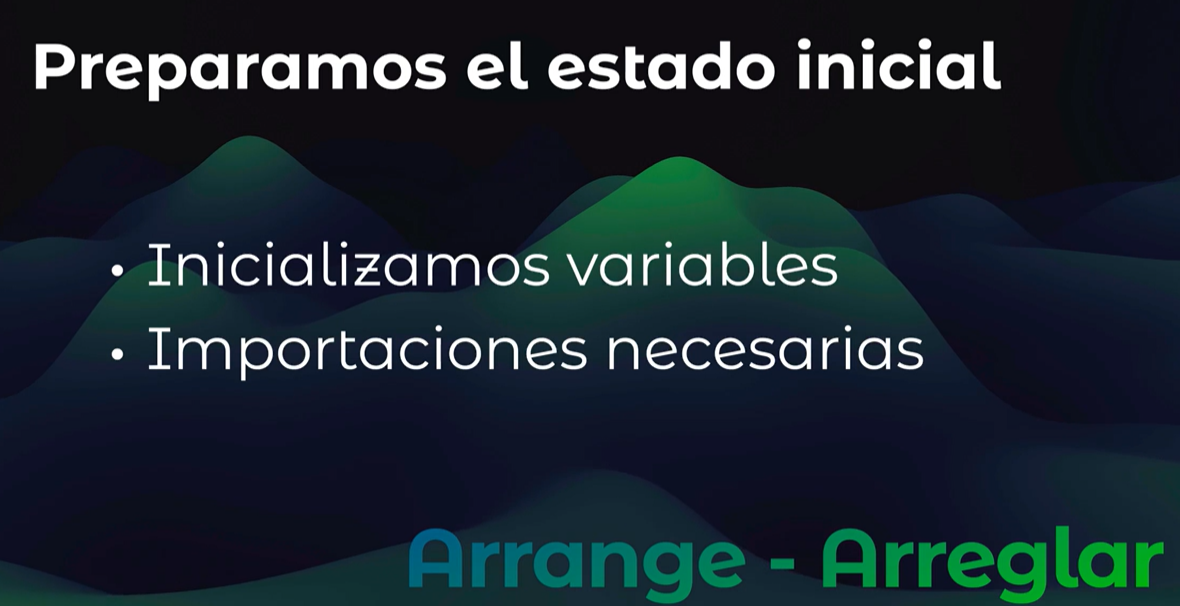 Preparamos el estado inicial
• Inicializamos variables
• Importaciones necesarias
Arrange - Arreglar